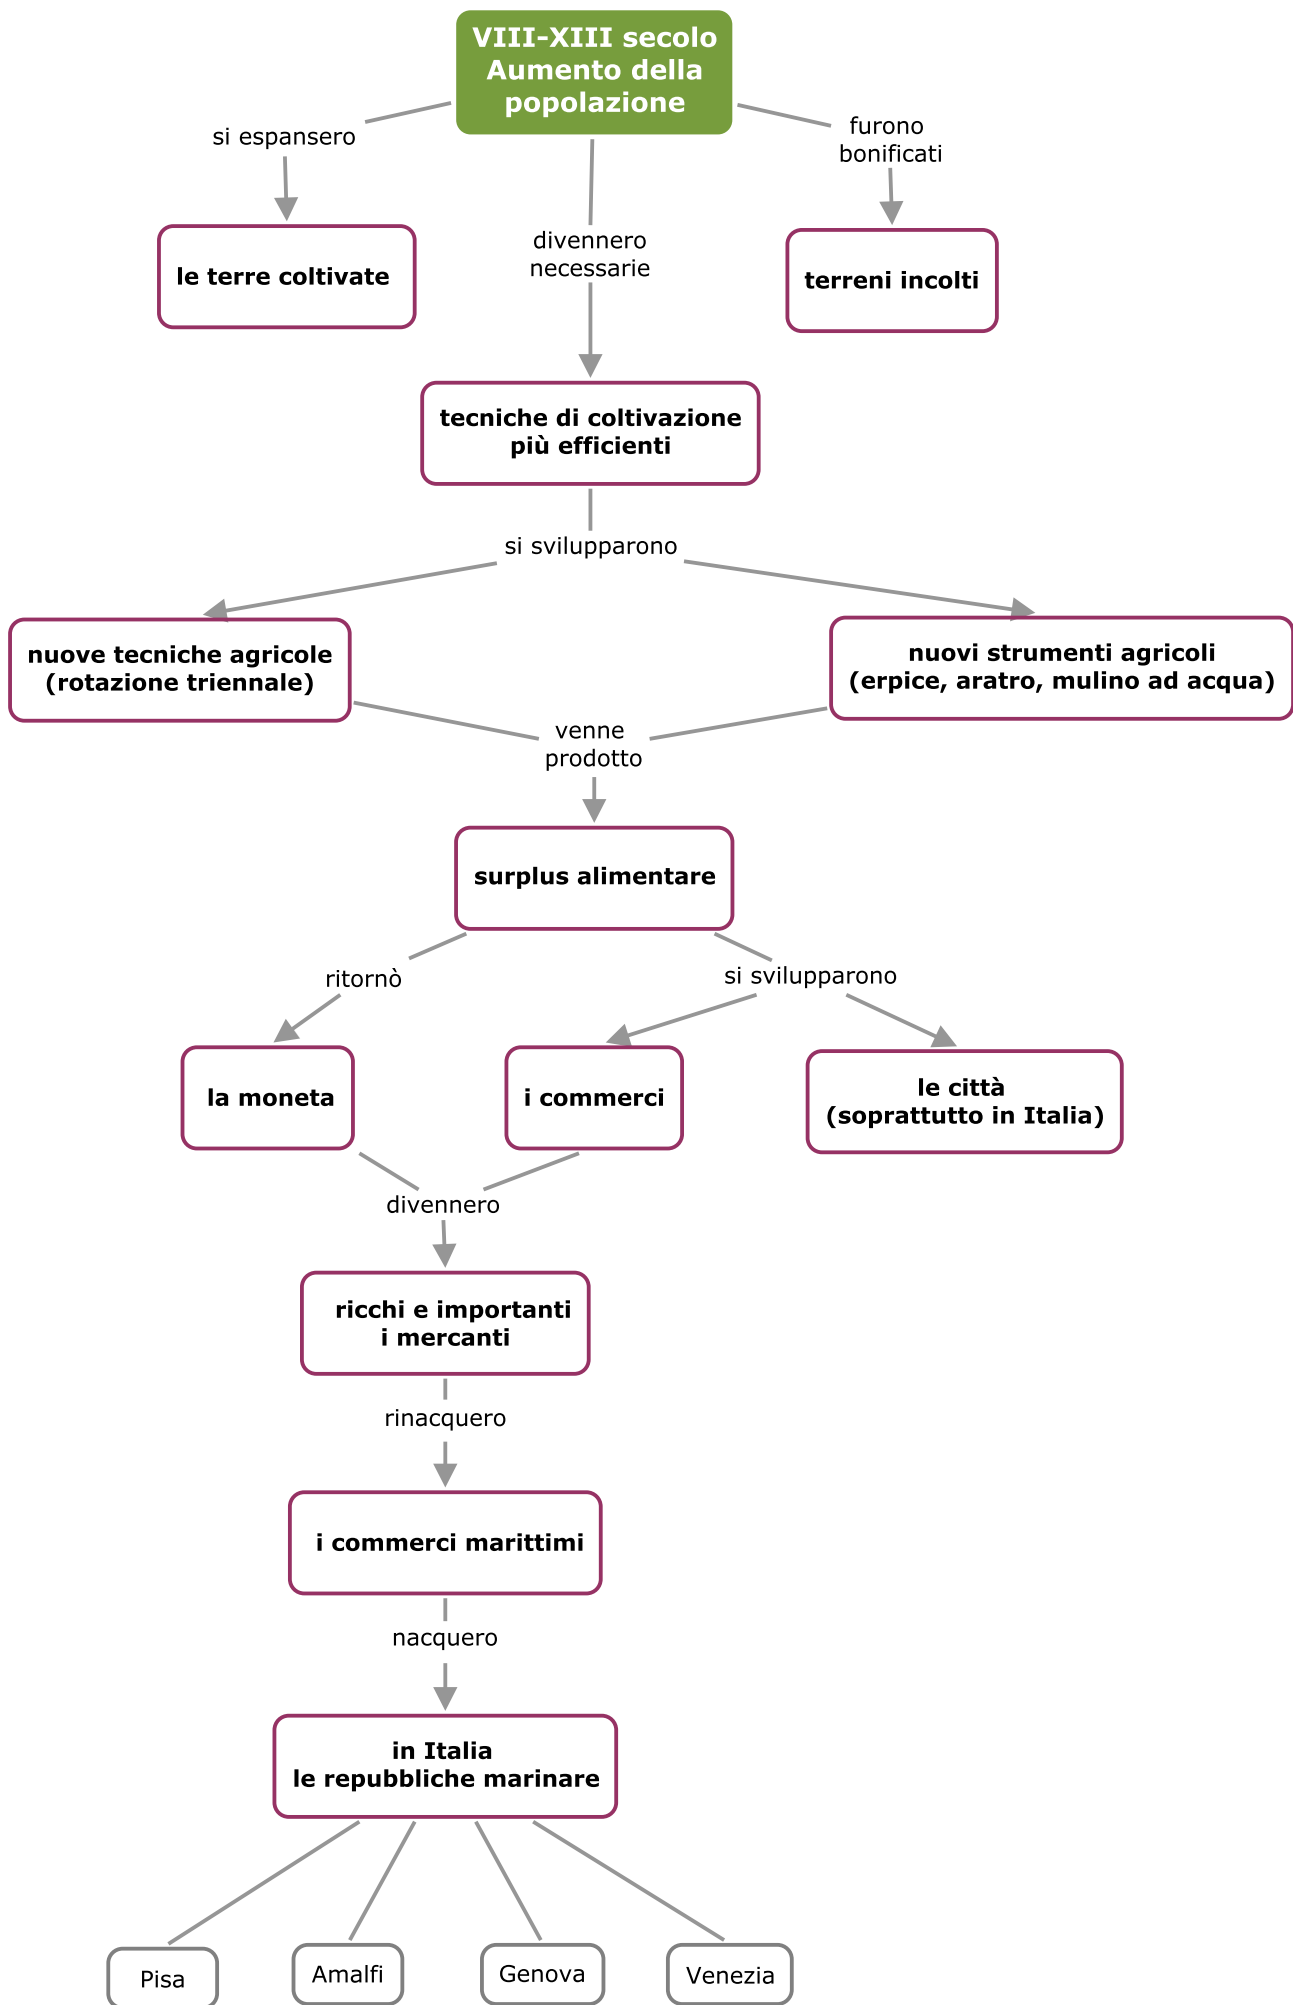 VIII-XIII secolo
Aumento della
popolazione
si espansero
furono
bonificati
divennero
necessarie
le terre coltivate
terreni incolti
tecniche di coltivazione
più efficienti
si svilupparono
nuove tecniche agricole
(rotazione triennale)
nuovi strumenti agricoli
(erpice, aratro, mulino ad acqua)
venne
prodotto
surplus alimentare
ritornò
si svilupparono
la moneta
i commerci
le città
(soprattutto in Italia)
divennero
ricchi e importanti
i mercanti
rinacquero
i commerci marittimi
nacquero
in Italia
le repubbliche marinare
Pisa
Amalfi
Genova
Venezia